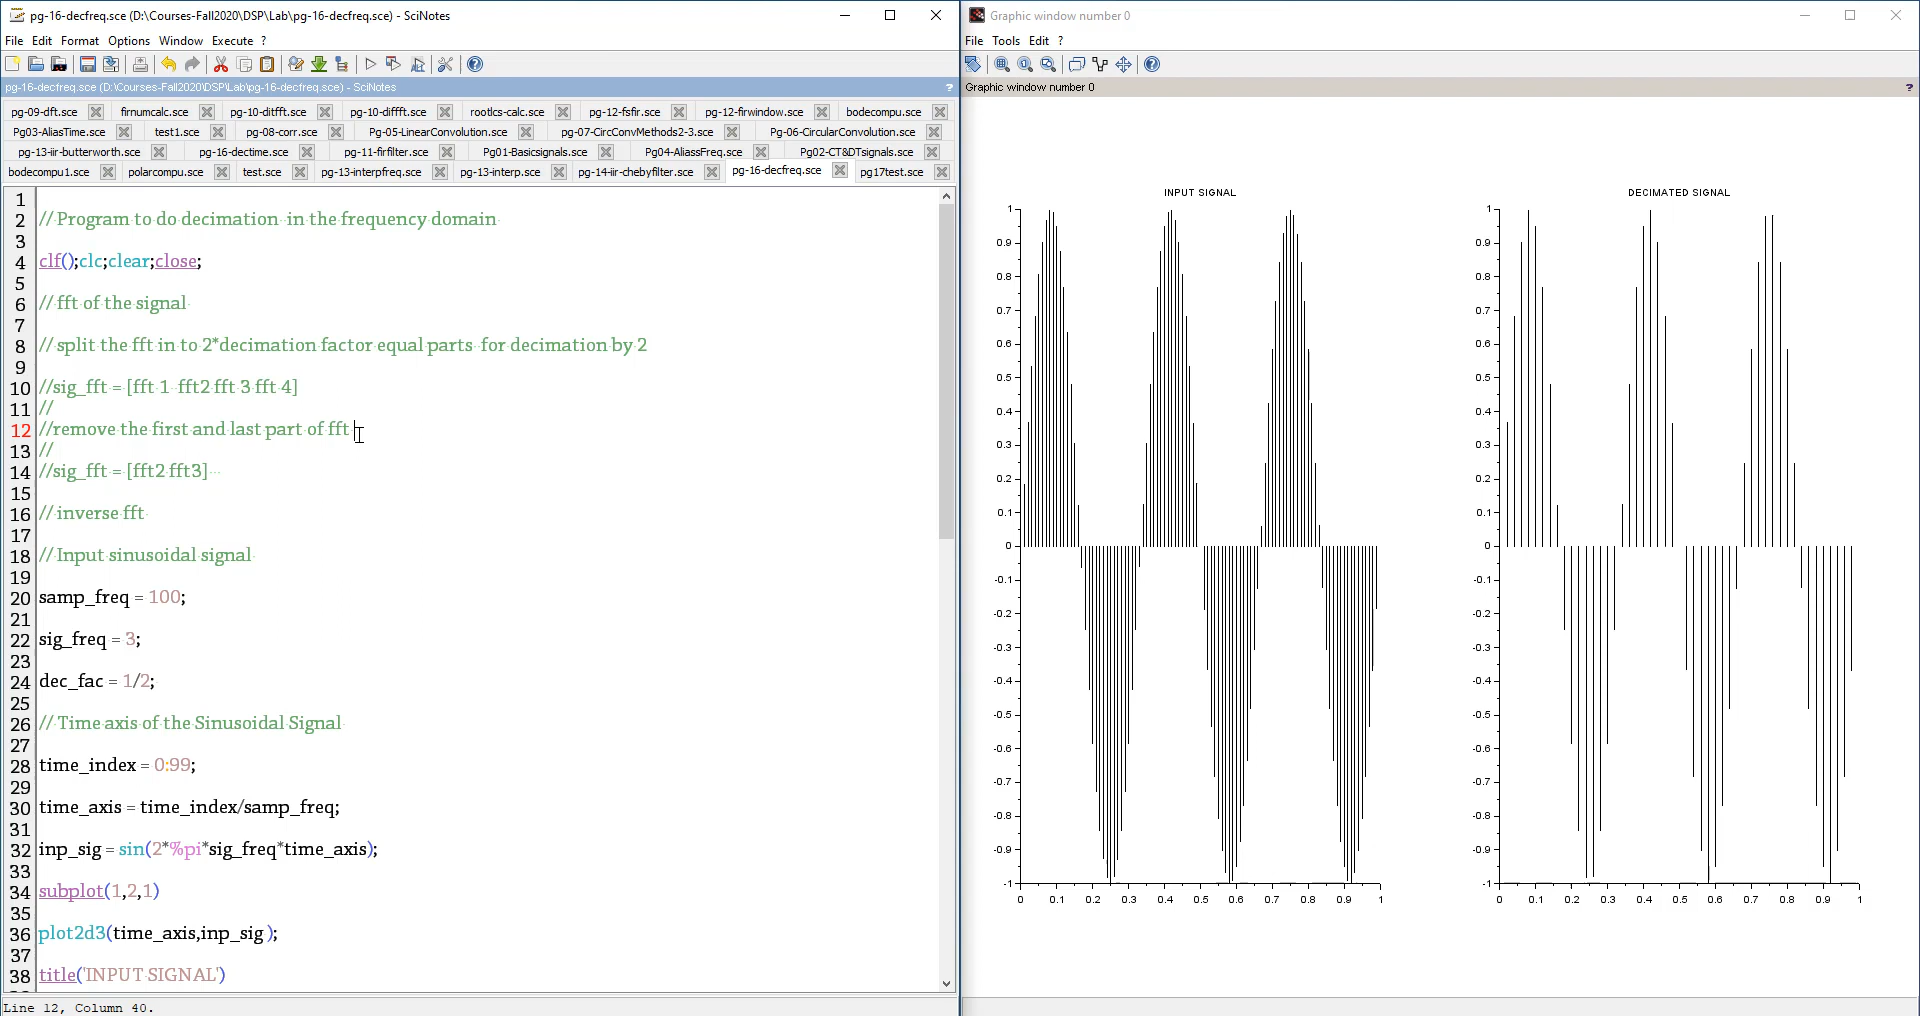 pg-16-decfreq.sce (D:\Courses-Fall2020\DSP\Lab\pg-16-decfreq.sce) - SciNotes
File Edit Format Options Window Execute ?
pg-16-decfreq.sce (D:\Courses-Fall2020\DSP\Lab\pg-16-decfreq.sce) - SciNotes ?
pg-09-dft.sce firnumcalc.sce pg-10-ditfft.sce pg-10-diffft.sce rootlcs-calc.sce pg-12-fsfir.sce pg-12-firwindow.sce bodecompu.sce
Pg03-AliasTime.sce test1.sce pg-08-corr.sce Pg-05-LinearConvolution.sce pg-07-CircConvMethods2-3.sce Pg-06-CircularConvolution.sce
pg-13-iir-butterworth.sce pg-16-dectime.sce pg-11-firfilter.sce Pg01-Basicsignals.sce Pg04-AliassFreq.sce Pg02-CT&DTsignals.sce
bodecompu1.sce polarcompu.sce test.sce pg-13-interpfreq.sce pg-13-interp.sce pg-14-iir-chebyfilter.sce pg-16-decfreq.sce pg17test.sce
1
2 // Program to do decimation in the frequency domain
3
4 clf();clc;clear;close;
5
6 // fft of the signal
7
8 // split the fft in to 2*decimation factor equal parts for decimation by 2
9
10 //sig_fft = [fft 1 fft2 fft 3 fft 4]
11 //
12 //remove the first and last part of fft
13 //
14 //sig_fft = [fft2 fft3]
15
16 // inverse fft
17
18 // Input sinusoidal signal
19
20 samp_freq = 100;
21
22 sig_freq = 3;
23
24 dec_fac = 1/2;
25
26 // Time axis of the Sinusoidal Signal
27
28 time_index = 0:99;
29
30 time_axis = time_index/samp_freq;
31
32 inp_sig = sin(2*%pi*sig_freq*time_axis);
33
34 subplot(1,2,1)
35
36 plot2d3(time_axis,inp_sig);
37
38 title('INPUT SIGNAL')
Line 12, Column 40.
Graphic window number 0
File Tools Edit ?
Graphic window number 0 ?
INPUT SIGNAL
1
0.9
0.8
0.7
0.6
0.5
0.4
0.3
0.2
0.1
0
-0.1
-0.2
-0.3
-0.4
-0.5
-0.6
-0.7
-0.8
-0.9
-1
0 0.1 0.2 0.3 0.4 0.5 0.6 0.7 0.8 0.9 1
DECIMATED SIGNAL
1
0.9
0.8
0.7
0.6
0.5
0.4
0.3
0.2
0.1
0
-0.1
-0.2
-0.3
-0.4
-0.5
-0.6
-0.7
-0.8
-0.9
-1
0 0.1 0.2 0.3 0.4 0.5 0.6 0.7 0.8 0.9 1